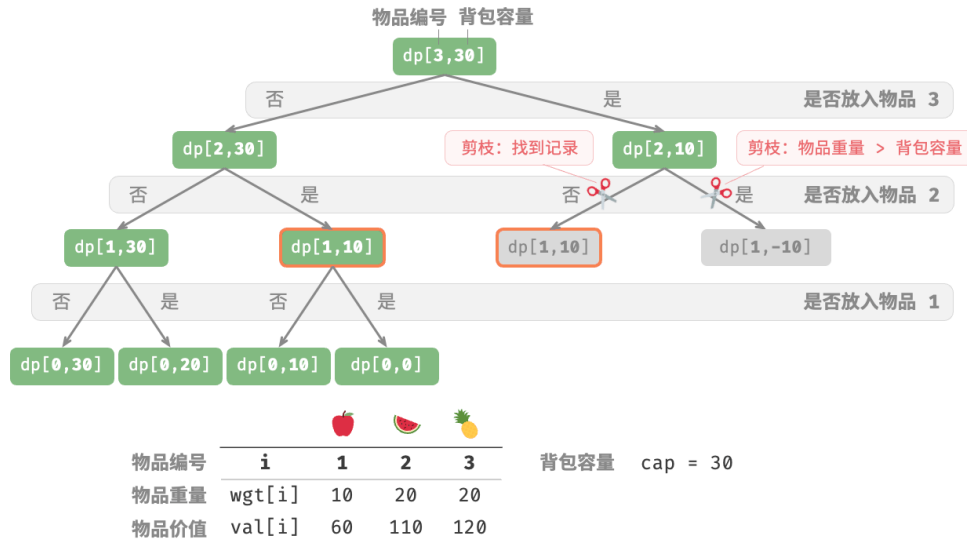 物品编号 背包容量
dp[3,30]
否 是 是否放入物品 3
dp[2,30] 剪枝：找到记录 dp[2,10] 剪枝：物品重量 > 背包容量
否 是 否 是 是否放入物品 2
dp[1,30] dp[1,10] dp[1,10] dp[1,-10]
否 是 否 是 是否放入物品 1
dp[0,30] dp[0,20] dp[0,10] dp[0,0]
物品编号 i 1 2 3 背包容量 cap = 30
物品重量 wgt[i] 10 20 20
物品价值 val[i] 60 110 120